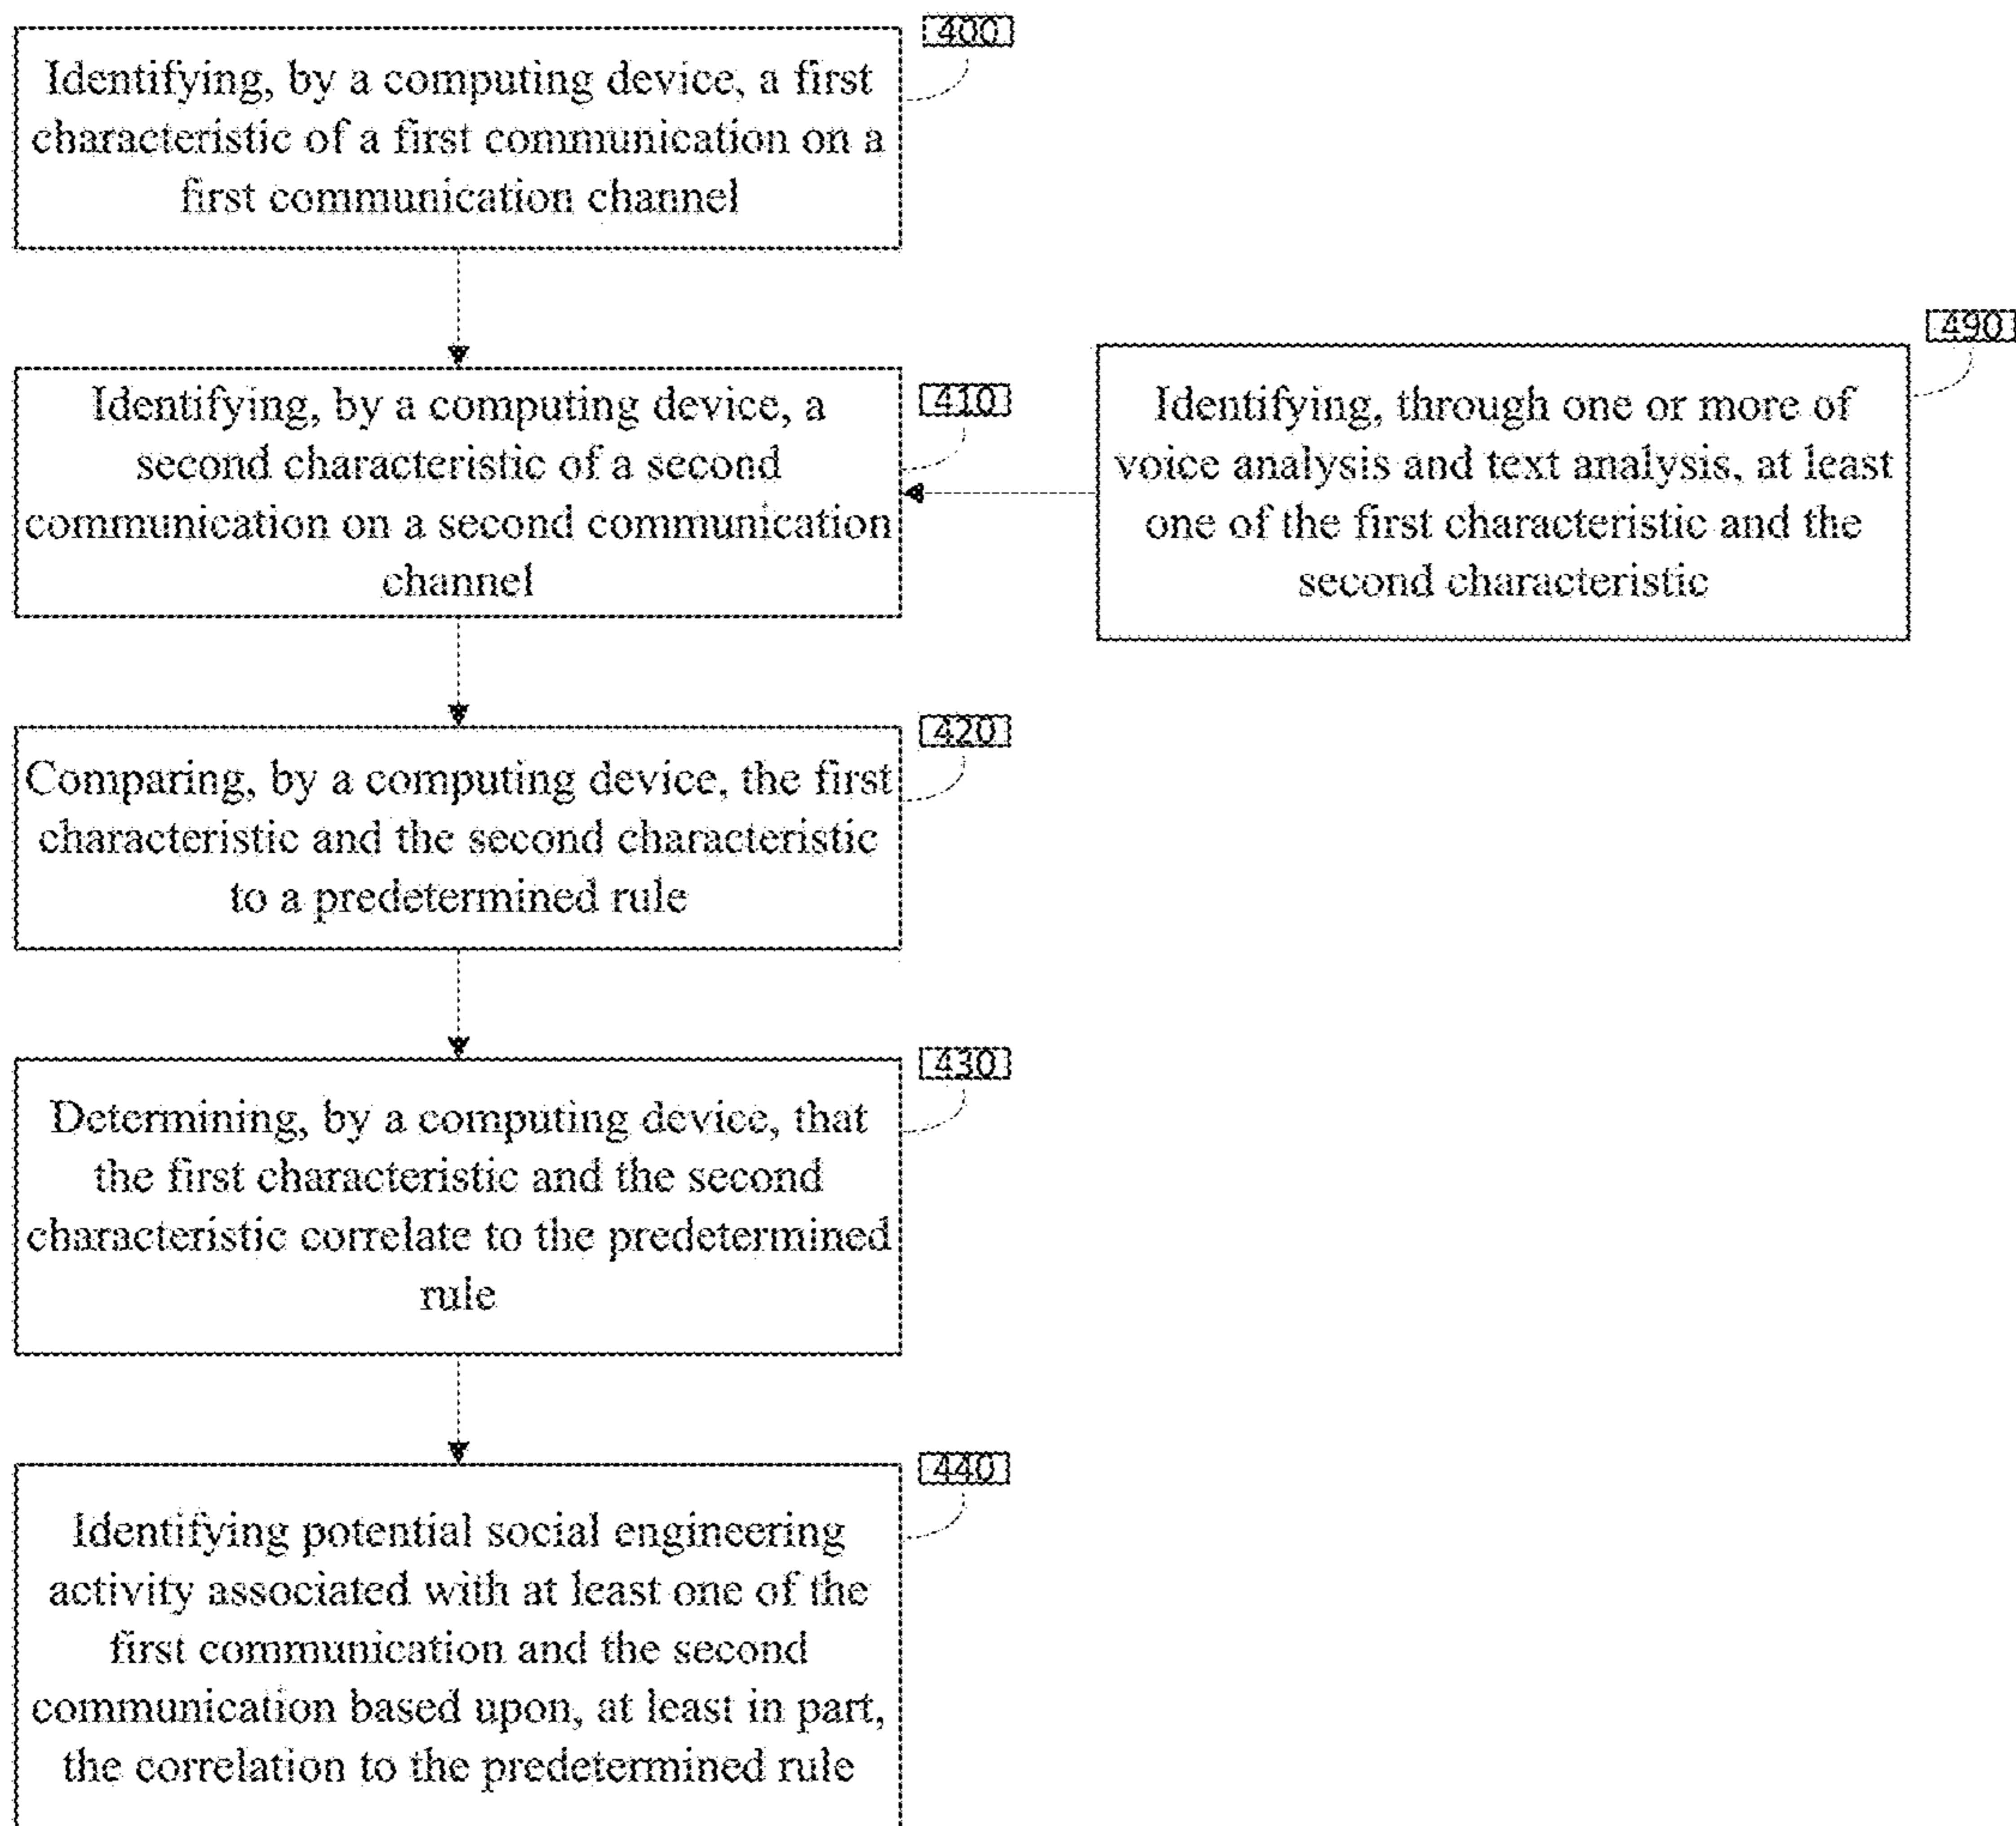 400
Identifying, by a computing device, a first
characteristic of a first communication on a
first communication channel
410
Identifying, by a computing device, a
second characteristic of a second
communication on a second communication
channel
490
Identifying, through one or more of
voice analysis and text analysis, at least
one of the first characteristic and the
second characteristic
420
Comparing, by a computing device, the first
characteristic and the second characteristic
to a predetermined rule
430
Determining, by a computing device, that
the first characteristic and the second
characteristic correlate to the predetermined
rule
440
Identifying potential social engineering
activity associated with at least one of the
first communication and the second
communication based upon, at least in part,
the correlation to the predetermined rule